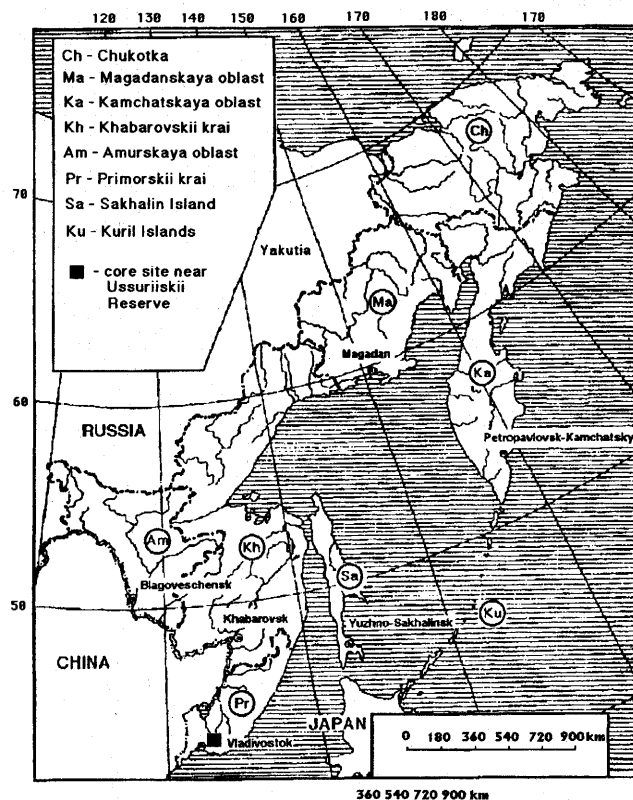 120 130 150 160 170 180 170
Ch - Chukotka
Ma - Magadanskaya oblast
Ka - Kamchatskaya oblast
Kh - Khabarovskii krai
Am - Amurskaya oblast
Pr - Primorskii krai
Sa - Sakhalin Island
Ku - Kuril Islands
- core site near
Ussuriiskii
Reserve
Ch
70
Yakutia
Ma
Magadan
Ka
60
RUSSIA
Petropavlovsk-Kamchatsky
Am
Kh
Sa
Blagoveschensk
50
Khabarovsk
Yuzhno-Sakhalinsk
Ku
CHINA
Pr
JAPAN
Vladivostok
0 180 360 540 720 900 km
360 540 720 900 km